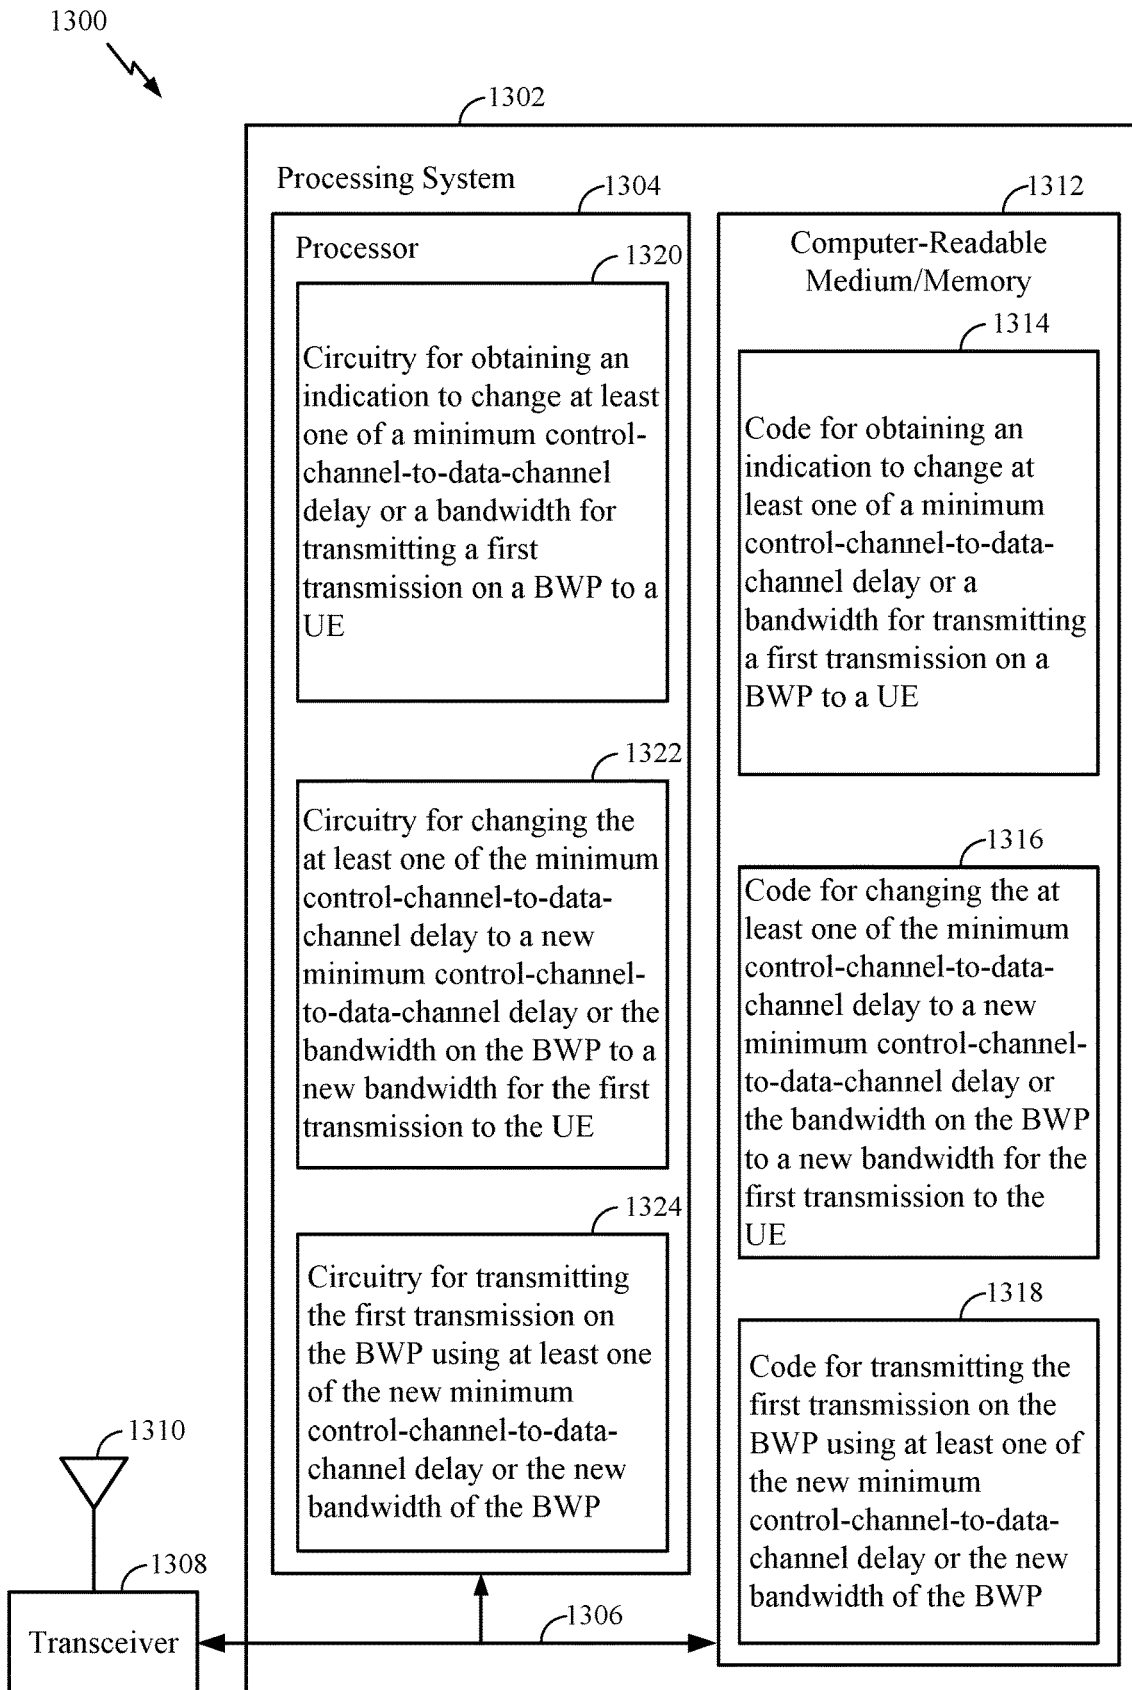 1300
1302
Processing System
1304
Processor
1320
Circuitry for obtaining an
indication to change at least
one of a minimum control-
channel-to-data-channel
delay or a bandwidth for
transmitting a first
transmission on a BWP to a
UE
1322
Circuitry for changing the
at least one of the minimum
control-channel-to-data-
channel delay to a new
minimum control-channel-
to-data-channel delay or the
bandwidth on the BWP to a
new bandwidth for the first
transmission to the UE
1324
Circuitry for transmitting
the first transmission on
the BWP using at least one
of the new minimum
control-channel-to-data-
channel delay or the new
bandwidth of the BWP
1312
Computer-Readable
Medium/Memory
1314
Code for obtaining an
indication to change at
least one of a minimum
control-channel-to-data-
channel delay or a
bandwidth for transmitting
a first transmission on a
BWP to a UE
1316
Code for changing the at
least one of the minimum
control-channel-to-data-
channel delay to a new
minimum control-channel-
to-data-channel delay or
the bandwidth on the BWP
to a new bandwidth for the
first transmission to the
UE
1318
Code for transmitting the
first transmission on the
BWP using at least one of
the new minimum
control-channel-to-data-
channel delay or the new
bandwidth of the BWP
1310
1308
Transceiver
1306